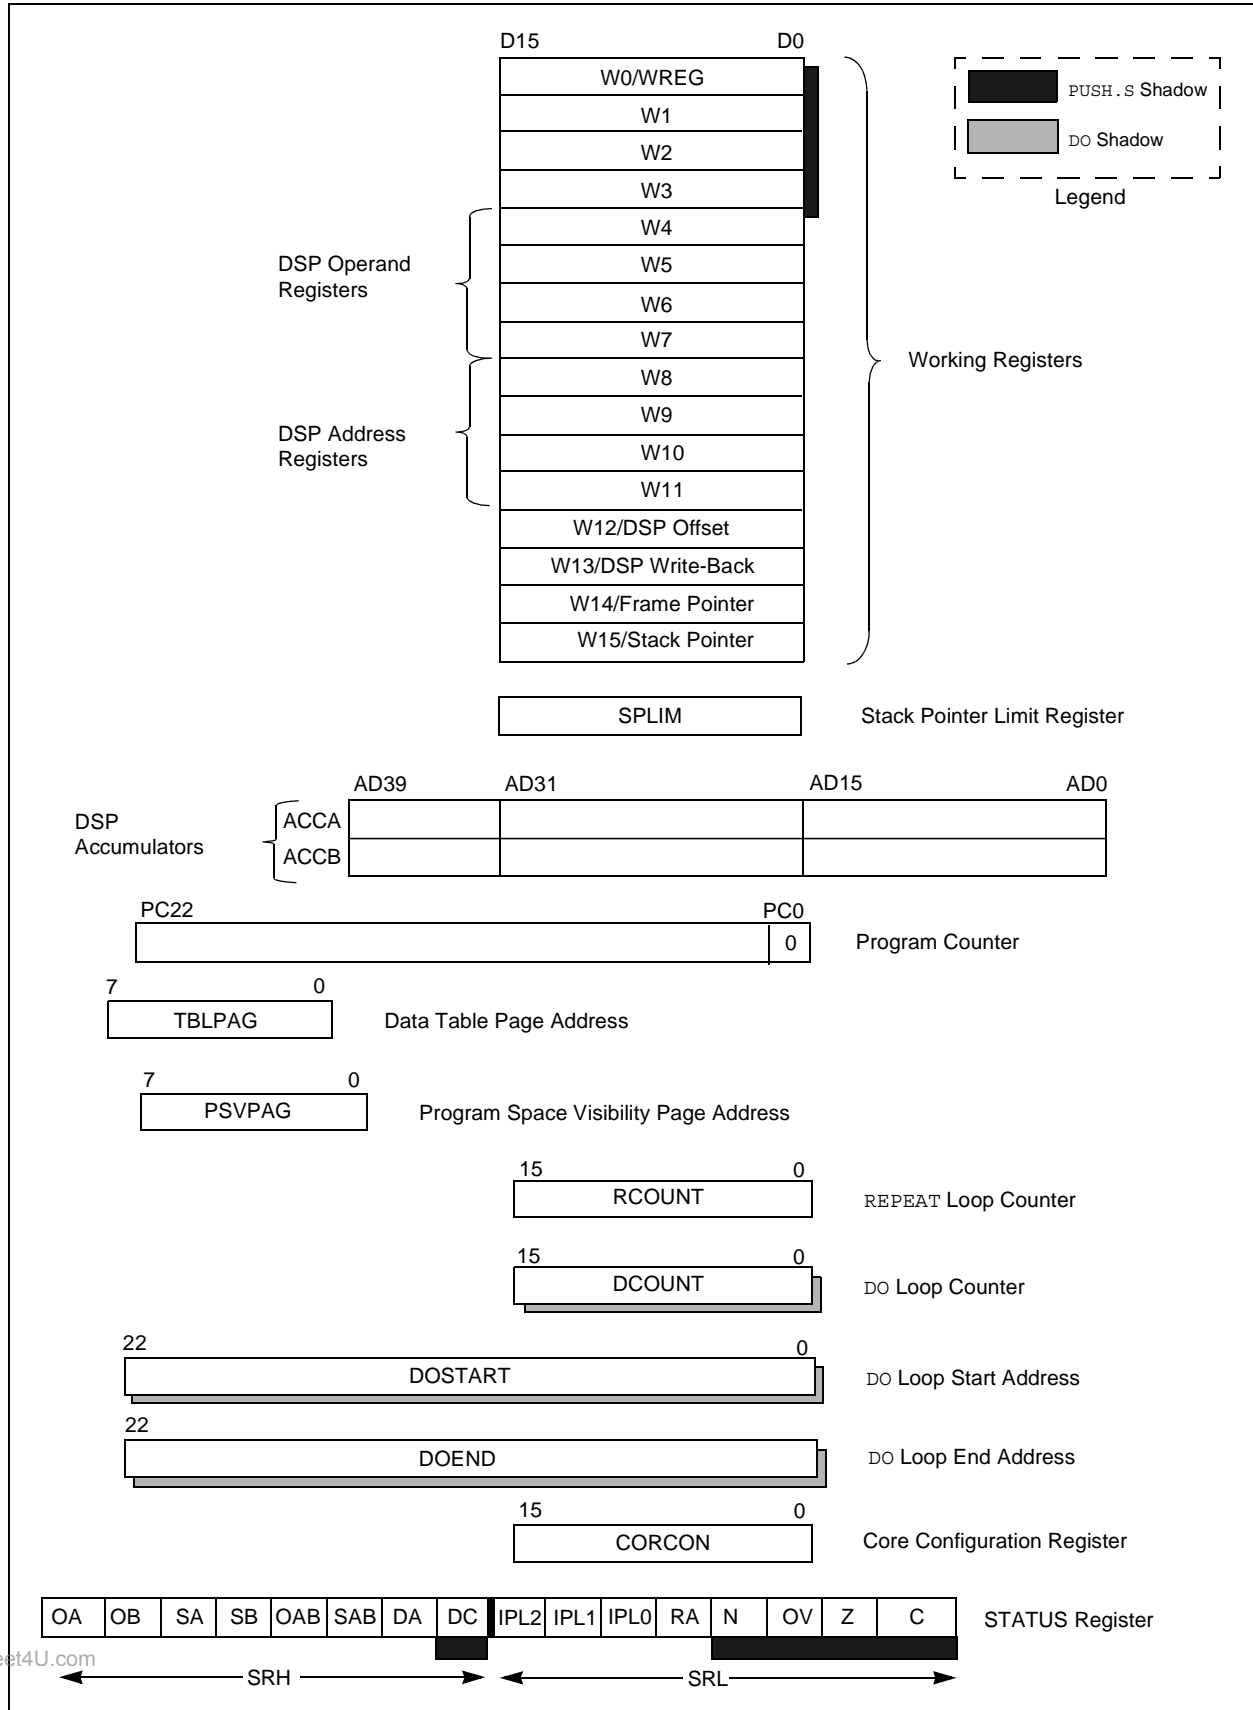 D15 D0
W0/WREG
PUSH.S Shadow
W1
DO Shadow
W2
W3
Legend
W4
DSP Operand
Registers
W5
W6
W7
Working Registers
W8
W9
DSP Address
Registers
W10
W11
W12/DSP Offset
W13/DSP Write-Back
W14/Frame Pointer
W15/Stack Pointer
SPLIM Stack Pointer Limit Register
AD39 AD31 AD15 AD0
DSP
Accumulators
ACCA
ACCB
PC22 PC0
0 Program Counter
7 0
TBLPAG Data Table Page Address
7 0
PSVPAG Program Space Visibility Page Address
15 0
RCOUNT REPEAT Loop Counter
15 0
DCOUNT DO Loop Counter
22 0
DOSTART DO Loop Start Address
22
DOEND DO Loop End Address
15 0
CORCON Core Configuration Register
OA OB SA SB OAB SAB DA DC IPL2 IPL1 IPL0 RA N OV Z C STATUS Register
eet4U.com
SRH SRL